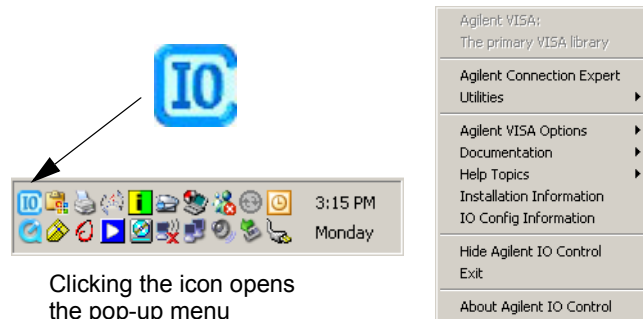 IO
IO
3:15 PM
Monday
Clicking the icon opens
the pop-up menu
Agilent VISA:
The primary VISA library
Agilent Connection Expert
Utilities
Agilent VISA Options
Documentation
Help Topics
Installation Information
IO Config Information
Hide Agilent IO Control
Exit
About Agilent IO Control